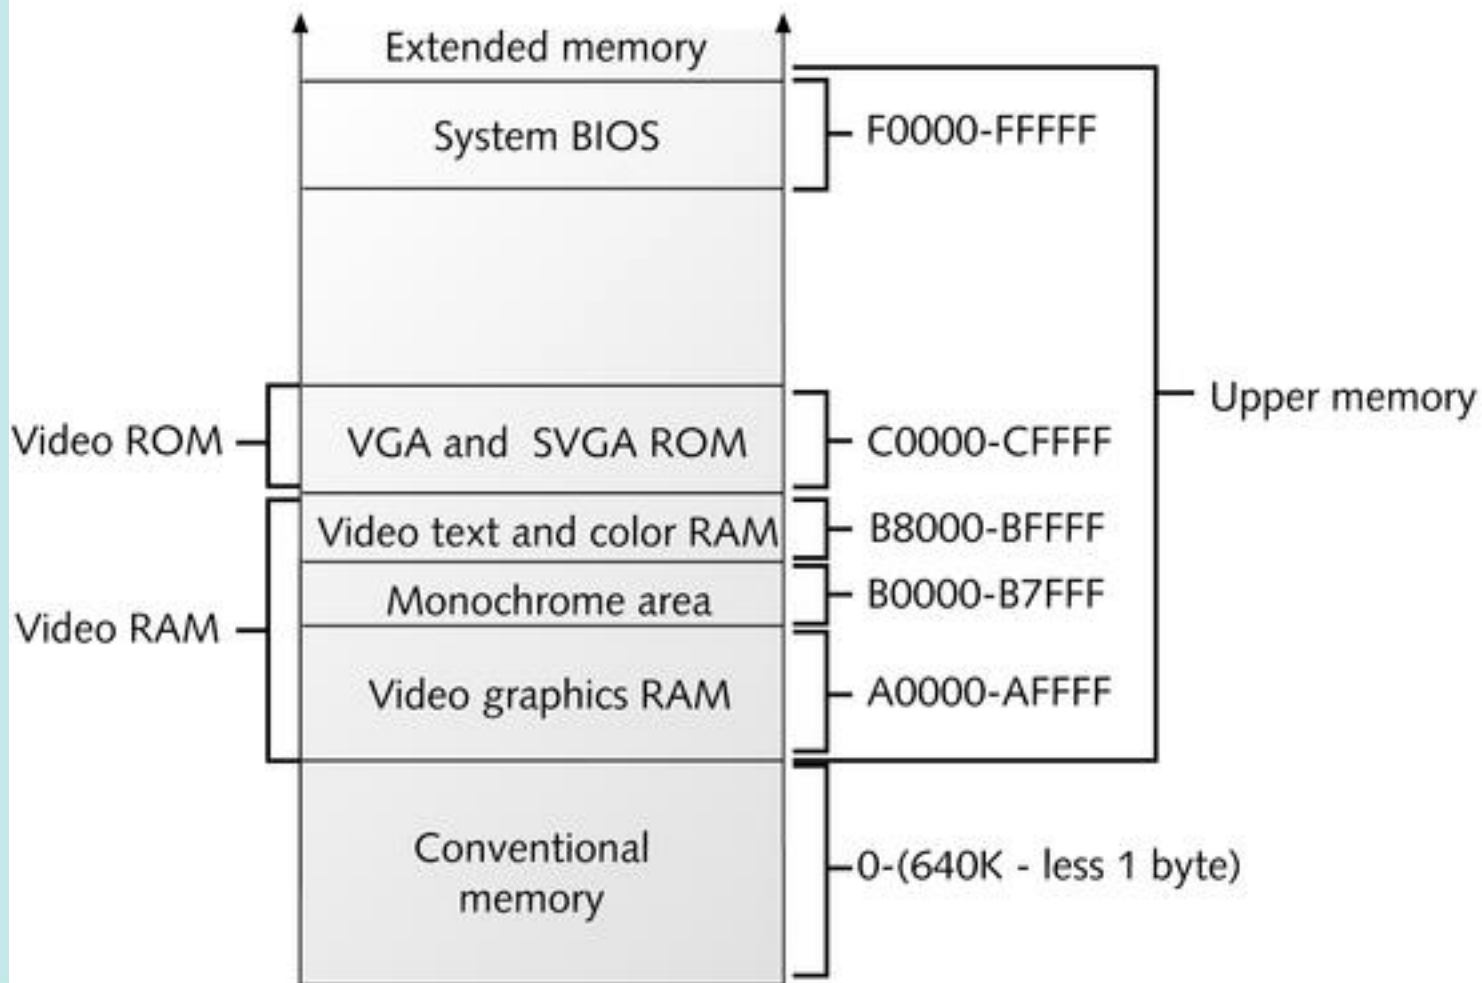 Extended memory
System BIOS
F0000-FFFFF
Upper memory
Video ROM
VGA and SVGA ROM
C0000-CFFFF
Video text and color RAM
B8000-BFFFF
Monochrome area
B0000-B7FFF
Video RAM
Video graphics RAM
A0000-AFFFF
Conventional
memory
0-(640K - less 1 byte)